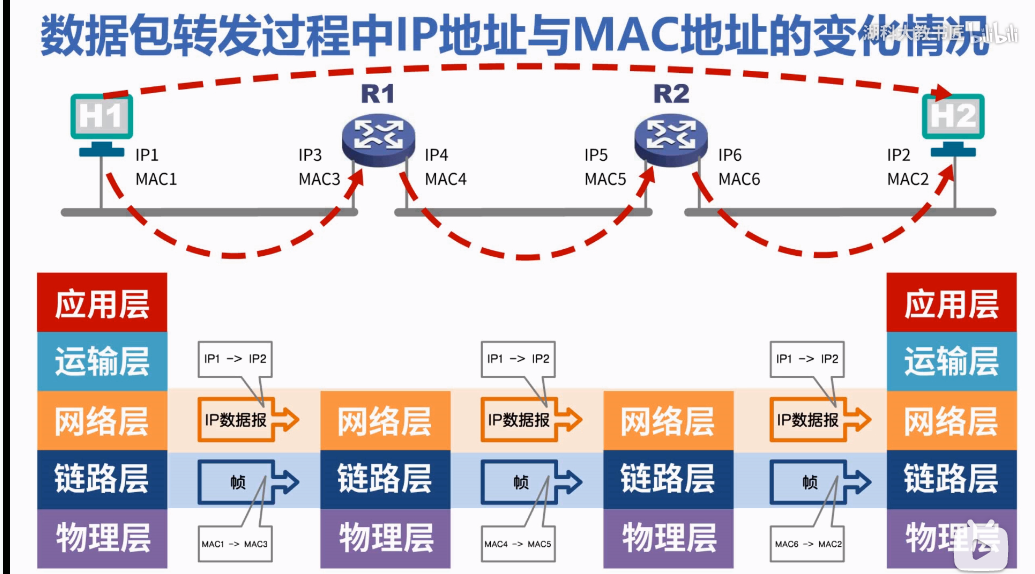 数据包转发过程中IP地址与MAC地址的变化情况
湖科大教书匠 bilibili
R1
R2
H1
H2
IP1
MAC1
IP3
MAC3
IP4
MAC4
IP5
MAC5
IP6
MAC6
IP2
MAC2
应用层
应用层
运输层
IP1 -> IP2
IP1 -> IP2
IP1 -> IP2
运输层
网络层
IP数据报
网络层
IP数据报
网络层
IP数据报
网络层
链路层
帧
链路层
帧
链路层
帧
链路层
物理层
MAC1 -> MAC3
物理层
MAC4 -> MAC5
物理层
MAC6 -> MAC2
物理层